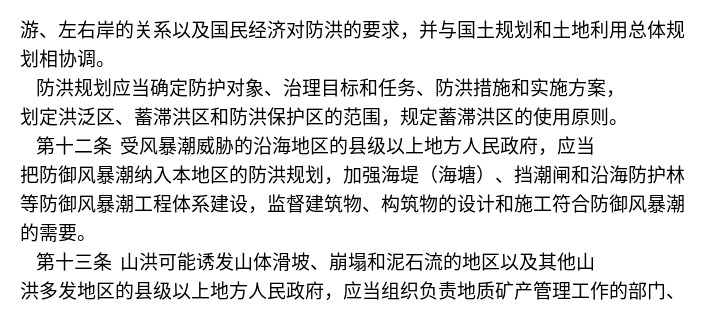 游、左右岸的关系以及国民经济对防洪的要求，并与国土规划和土地利用总体规
划相协调。
防洪规划应当确定防护对象、治理目标和任务、防洪措施和实施方案，
划定洪泛区、蓄滞洪区和防洪保护区的范围，规定蓄滞洪区的使用原则。
第十二条 受风暴潮威胁的沿海地区的县级以上地方人民政府，应当
把防御风暴潮纳入本地区的防洪规划，加强海堤（海塘）、挡潮闸和沿海防护林
等防御风暴潮工程体系建设，监督建筑物、构筑物的设计和施工符合防御风暴潮
的需要。
第十三条 山洪可能诱发山体滑坡、崩塌和泥石流的地区以及其他山
洪多发地区的县级以上地方人民政府，应当组织负责地质矿产管理工作的部门、